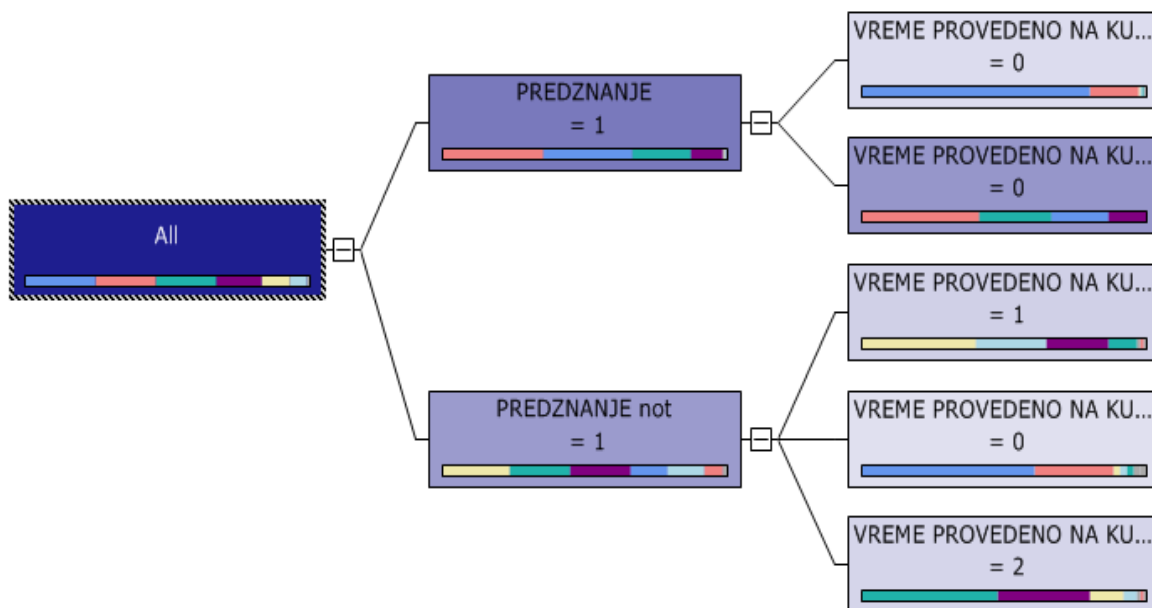 All
PREDZNANJE
= 1
PREDZNANJE not
= 1
VREME PROVEDENO NA KU...
= 0
VREME PROVEDENO NA KU...
= 0
VREME PROVEDENO NA KU...
= 1
VREME PROVEDENO NA KU...
= 0
VREME PROVEDENO NA KU...
= 2